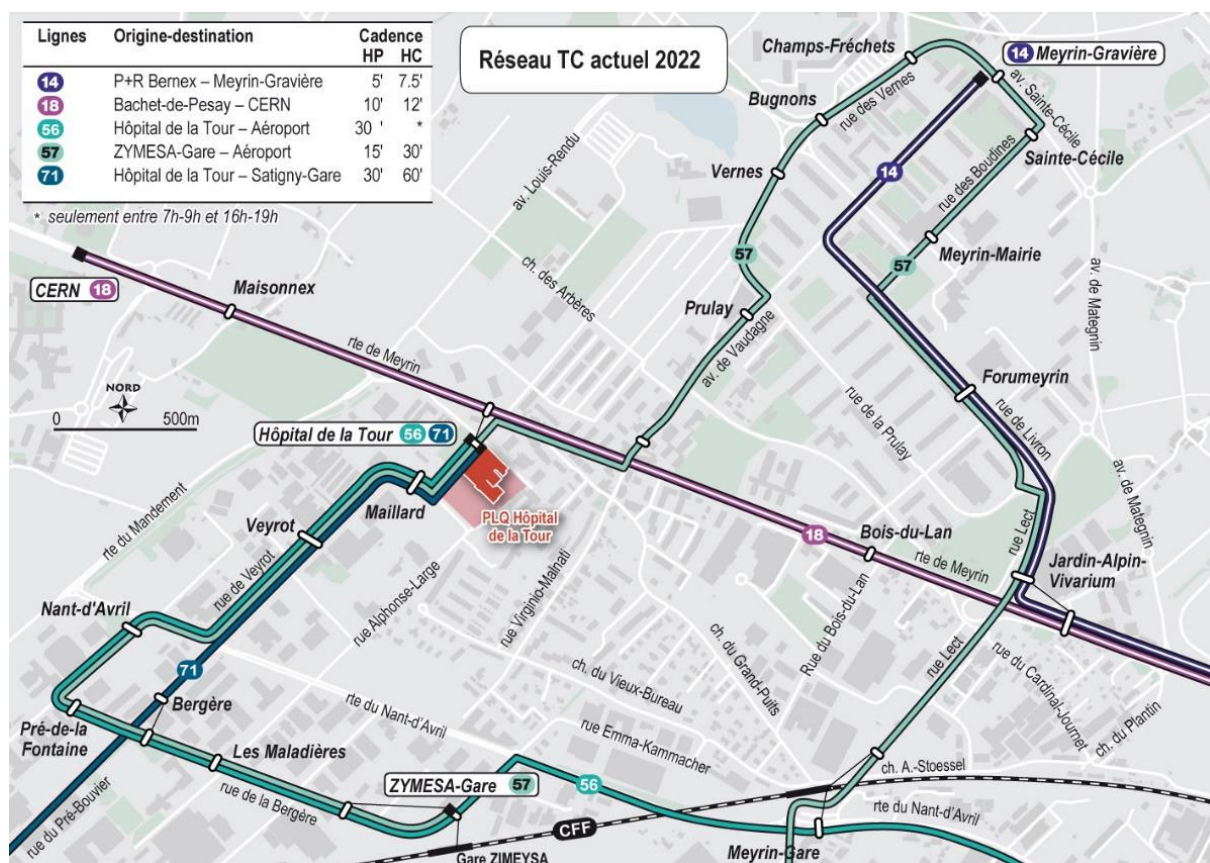 Réseau TC actuel 2022
Lignes Origine-destination Cadence
HP HC
14 P+R Bernex – Meyrin-Gravière 5' 7.5'
18 Bachet-de-Pesay – CERN 10' 12'
56 Hôpital de la Tour – Aéroport 30 ' *
57 ZYMESA-Gare – Aéroport 15' 30'
71 Hôpital de la Tour – Satigny-Gare 30' 60'
* seulement entre 7h-9h et 16h-19h
Champs-Fréchets
14 Meyrin-Gravière
av. Sainte-Cécile
Bugnons
rue des Vernes
Sainte-Cécile
av. Louis-Rendu
Vernes
14
rue des Boudines
57
Meyrin-Mairie
57
CERN 18
Maisonnex
ch. des Arbères
Prulay
av. de Mategnin
rte de Meyrin
av. de Vaudagne
NORD
0 500m
Forumeyrin
rue de la Prulay
rue de Livron
Hôpital de la Tour 56 71
av. de Mategnin
Maillard
PLQ Hôpital
de la Tour
rte du Mandement
Veyrot
18
Bois-du-Lan
rue Lect
rte de Meyrin
Jardin-Alpin-
Vivarium
rue de Veyrot
rue Alphonse-Large
rue Virginio-Malnati
Nant-d'Avril
Rue du Bois-du-Lan
rue Lect
71
ch. du Grand-Puits
rue du Cardinal-Journet
Bergère
ch. du Vieux-Bureau
ch. du Plantin
Pré-de-la
Fontaine
rte du Nant-d'Avril
Les Maladières
rue Emma-Kammacher
ch. A.-Stoessel
rue de la Bergère
ZYMESA-Gare 57
56
rue du Pré-Bouvier
CFF
rte du Nant-d'Avril
Gare ZIMEYSA
Meyrin-Gare